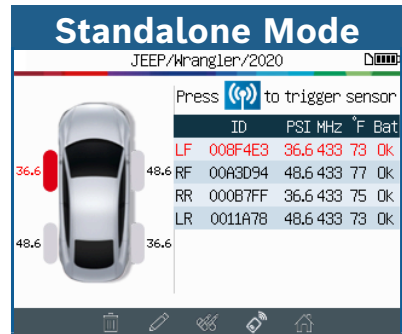 Standalone Mode
JEEP/Wrangler/2020
Press to trigger sensor
ID PSI MHz °F Bat
LF 008F4E3 36.6 433 73 Ok
RF 00A3D94 48.6 433 77 Ok
RR 000B7FF 36.6 433 75 Ok
LR 0011A78 48.6 433 73 Ok
36.6 48.6
48.6 36.6